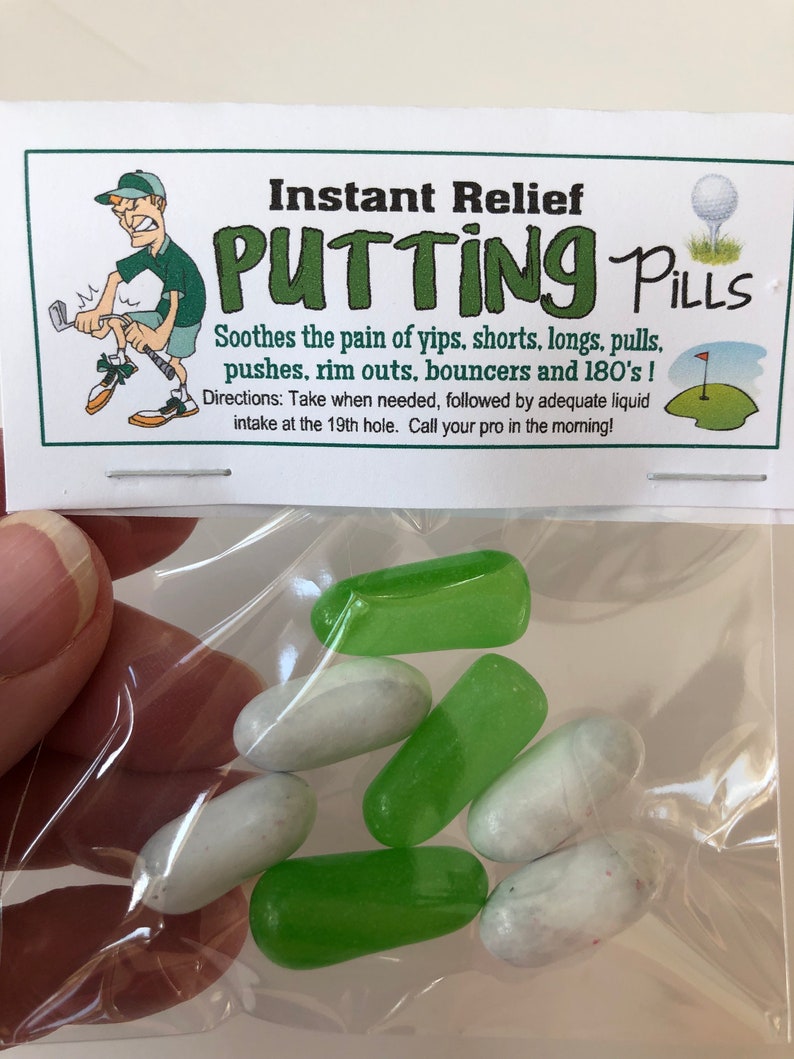 Instant Relief
PUTTiNG PiLLS
Soothes the pain of yips, shorts, longs, pulls,
pushes, rim outs, bouncers and 180's !
Directions: Take when needed, followed by adequate liquid
intake at the 19th hole. Call your pro in the morning!